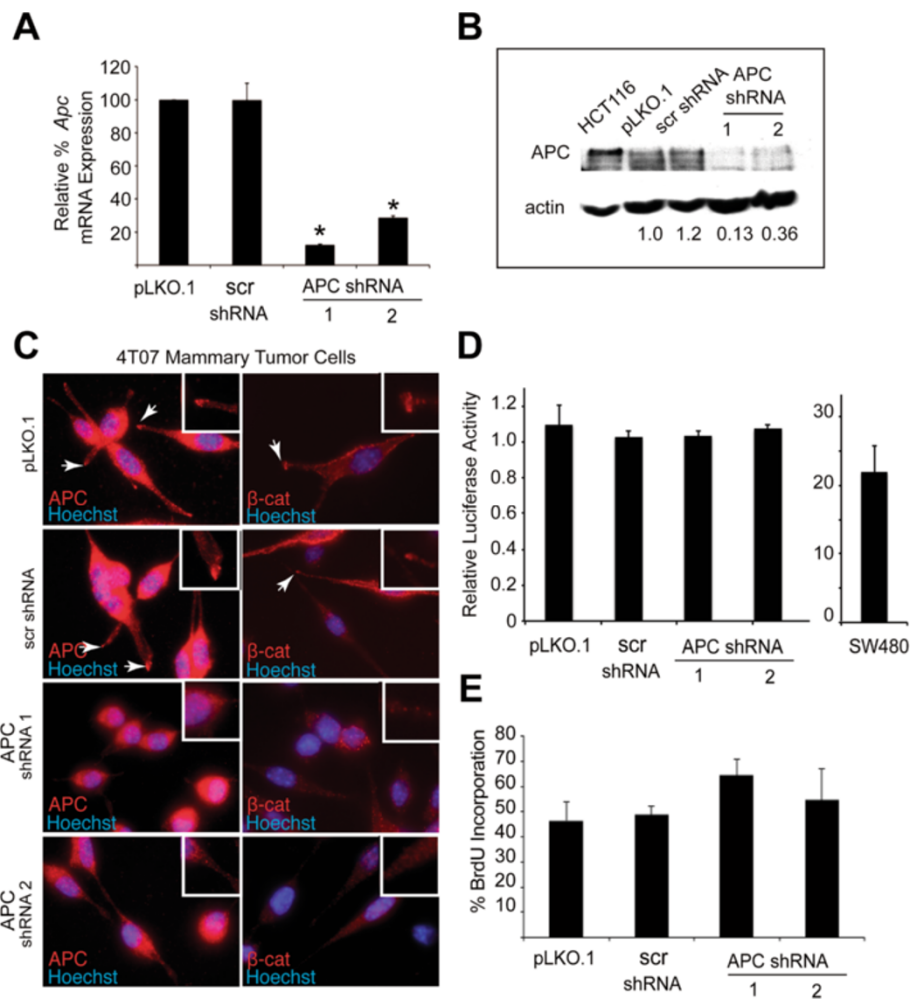 A
Relative % Apc
mRNA Expression
120
100
80
60
40
20
*
*
pLKO.1
scr
shRNA
APC shRNA
1
2
B
HCT116
pLKO.1
scr shRNA
APC
shRNA
1
2
APC
actin
1.0 1.2 0.13 0.36
C
4T07 Mammary Tumor Cells
pLKO.1
APC
Hoechst
β-cat
Hoechst
scr shRNA
APC
Hoechst
β-cat
Hoechst
APC
shRNA 1
APC
Hoechst
β-cat
Hoechst
APC
shRNA 2
APC
Hoechst
β-cat
Hoechst
D
Relative Luciferase Activity
1.2
1.0
0.8
0.6
0.4
0.2
0
pLKO.1
scr
shRNA
APC shRNA
1
2
30
20
10
0
SW480
E
% BrdU Incorporation
80
70
60
50
40
30
20
10
pLKO.1
scr
shRNA
APC shRNA
1
2